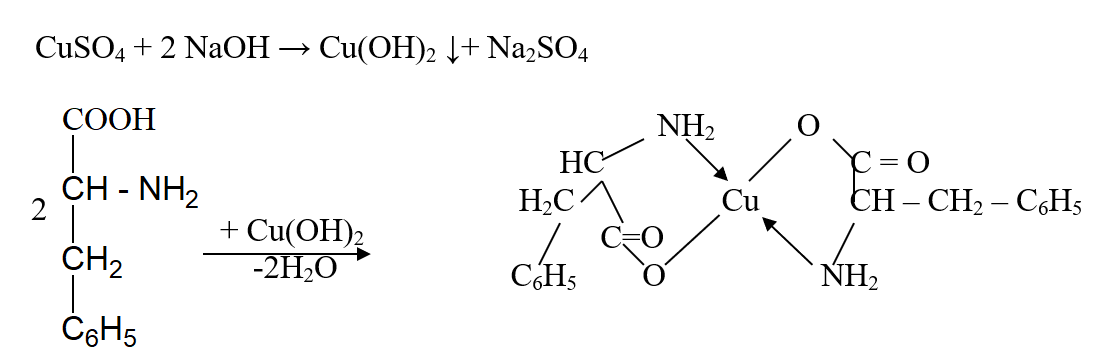 CuSO₄ + 2 NaOH → Cu(OH)₂ ↓+ Na₂SO₄
COOH
2 CH - NH₂
CH₂
C₆H₅
+ Cu(OH)₂
-2H₂O
NH₂ O
HC C = O
H₂C Cu CH – CH₂ – C₆H₅
C=O
C₆H₅ O NH₂